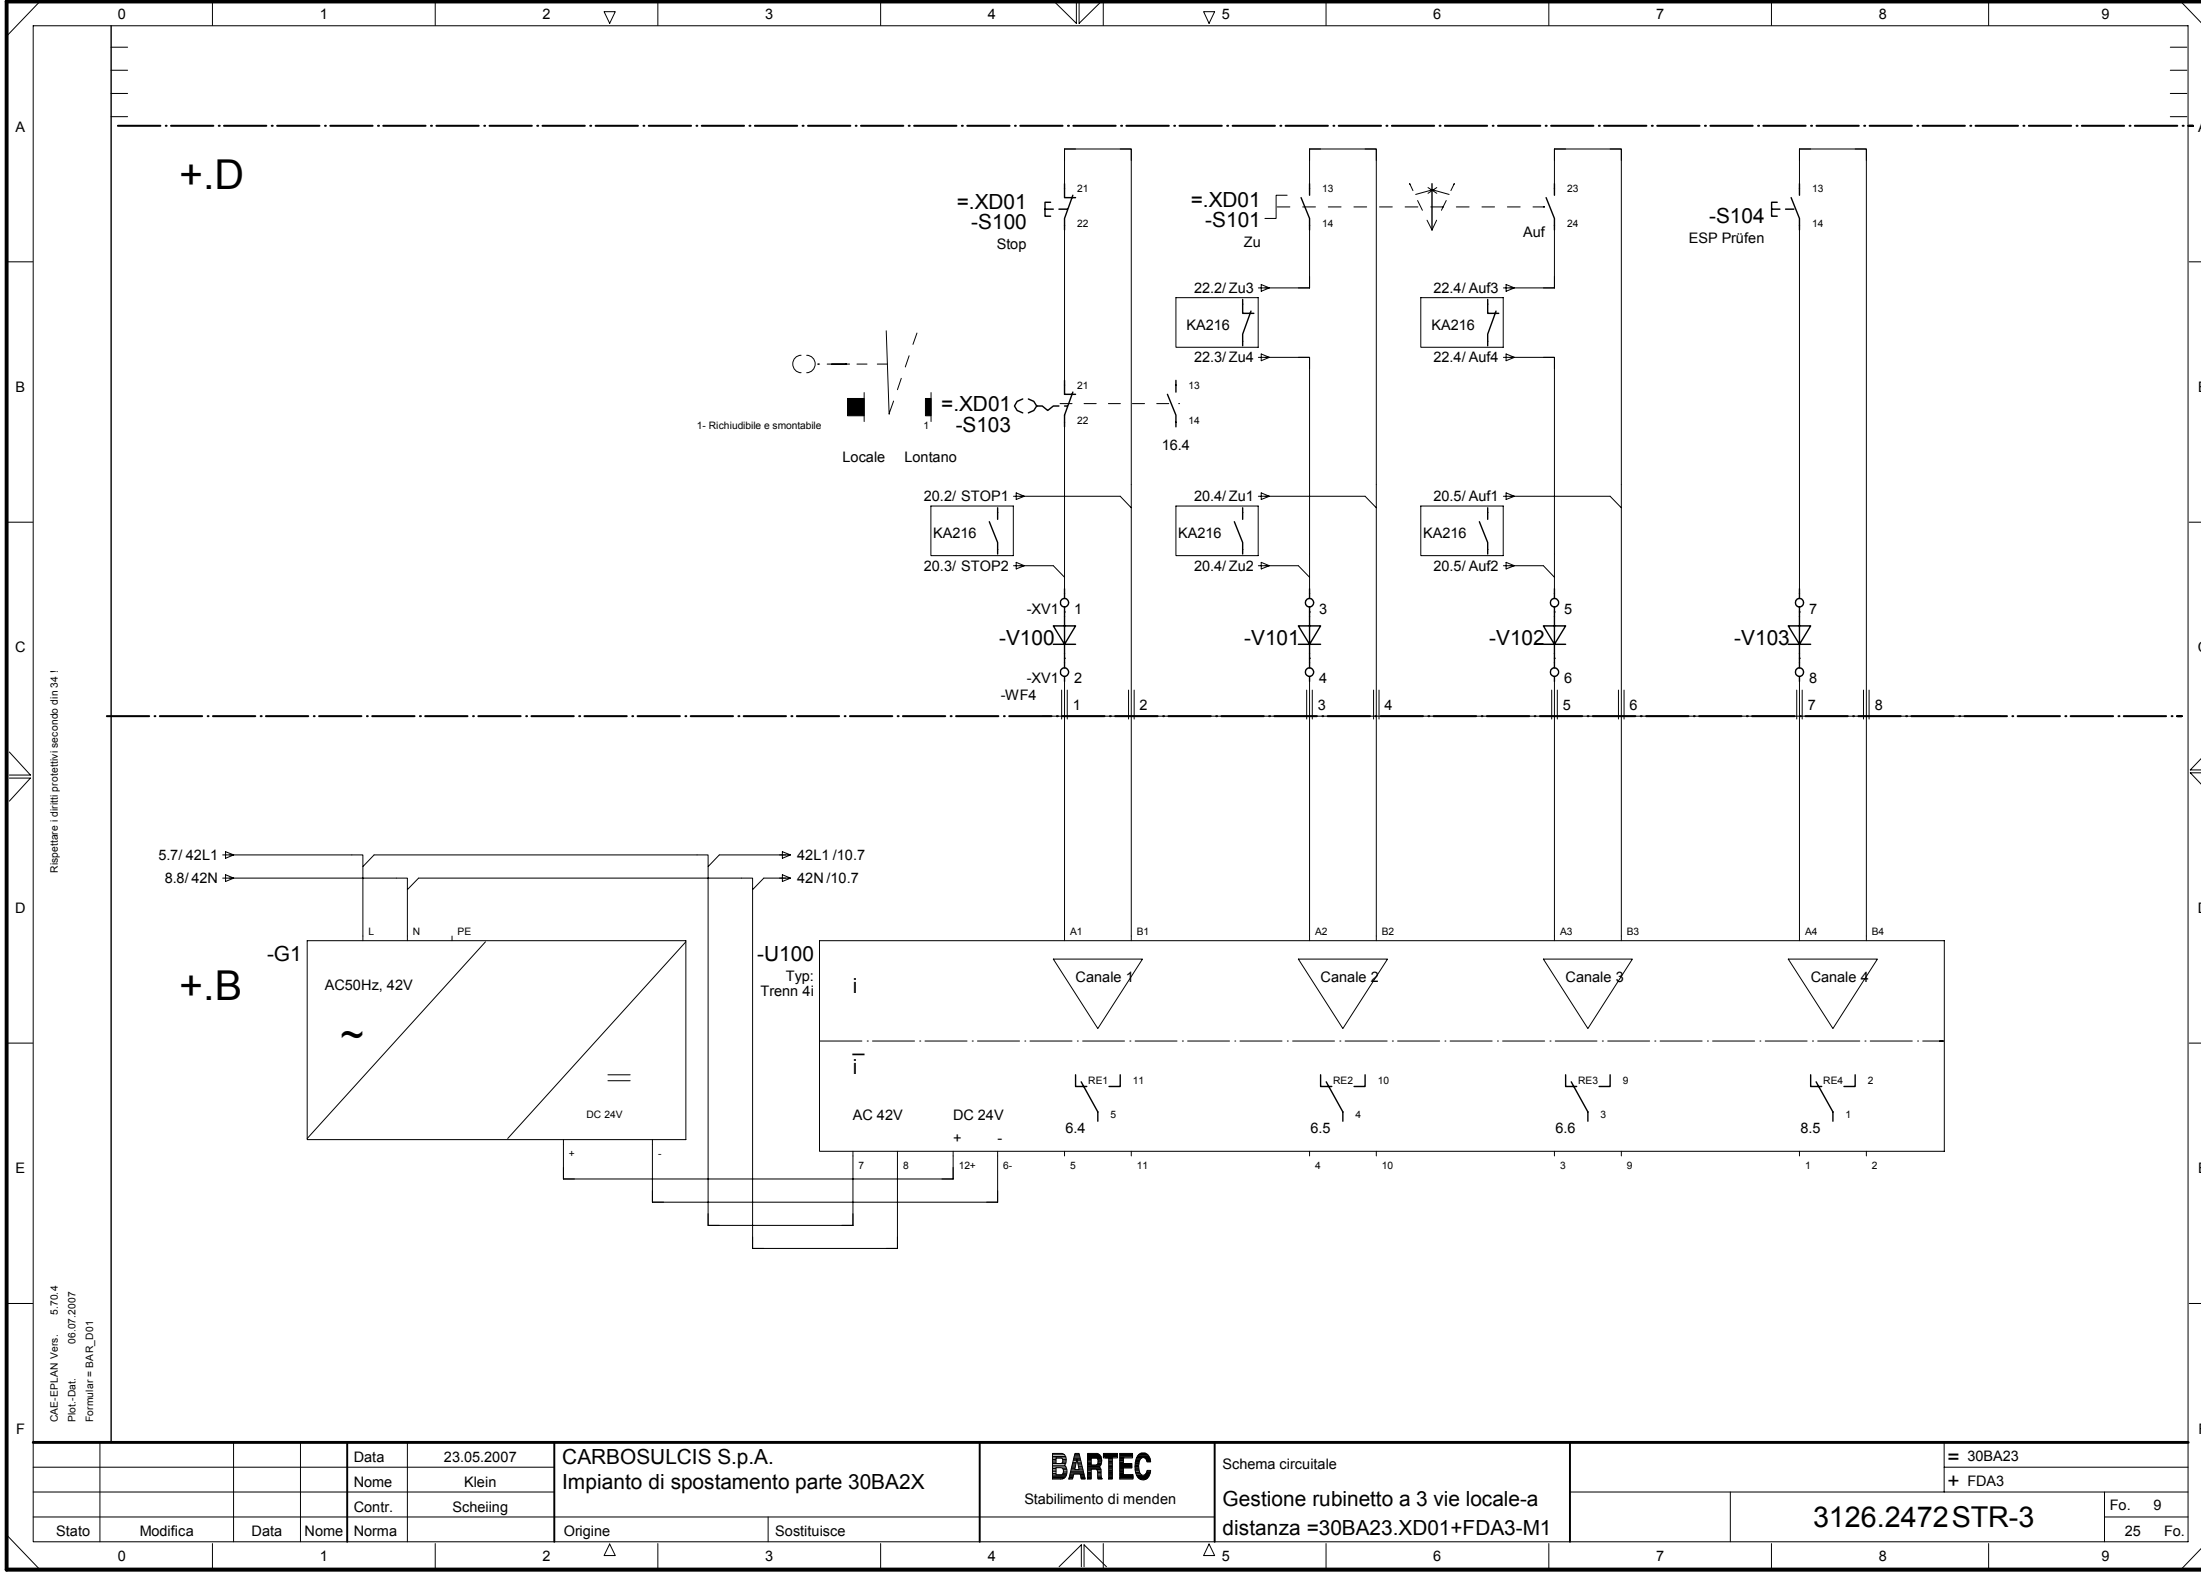 0 1 2 3 4 5 6 7 8 9
A
+.D
21
=.XD01
-S100
22
Stop
13
=.XD01
-S101
14
Zu
23
Auf
24
13
-S104
14
ESP Prüfen
22.2/ Zu3
KA216
22.3/ Zu4
22.4/ Auf3
KA216
22.4/ Auf4
B
21
=.XD01
-S103
22
13
14
16.4
1- Richiudibile e smontabile
1
Locale Lontano
20.2/ STOP1
KA216
20.3/ STOP2
20.4/ Zu1
KA216
20.4/ Zu2
20.5/ Auf1
KA216
20.5/ Auf2
C
-XV1 1 3 5 7
-V100 -V101 -V102 -V103
-XV1 2 4 6 8
-WF4 1 2 3 4 5 6 7 8
Rispettare i diritti protettivi secondo din 34 !
5.7/ 42L1
42L1 /10.7
8.8/ 42N
42N /10.7
D
L N PE
-G1
+.B
AC50Hz, 42V
~
DC 24V
+ -
A1 B1 A2 B2 A3 B3 A4 B4
-U100
Typ:
Trenn 4i
i
Canale 1 Canale 2 Canale 3 Canale 4
i
RE1 11 RE2 10 RE3 9 RE4 2
AC 42V DC 24V
5 4 3 1
6.4 6.5 6.6 8.5
+ -
E
7 8 12+ 6- 5 11 4 10 3 9 1 2
CAE-EPLAN Vers. 5.70.4
Plot.-Dat. 06.07.2007
Formular = BAR_D01
F
Data 23.05.2007
Nome Klein
Contr. Scheiing
Stato Modifica Data Nome Norma
CARBOSULCIS S.p.A.
Impianto di spostamento parte 30BA2X
Origine Sostituisce
BARTEC
Stabilimento di menden
Schema circuitale
Gestione rubinetto a 3 vie locale-a
distanza =30BA23.XD01+FDA3-M1
= 30BA23
+ FDA3
3126.2472STR-3
Fo. 9
25 Fo.
0 1 2 3 4 5 6 7 8 9